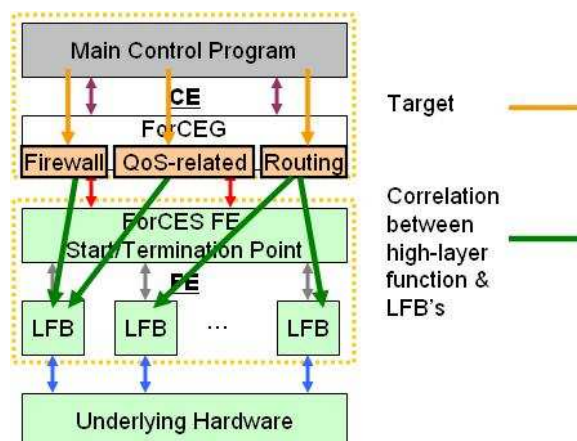 Main Control Program
CE
ForCEG
Firewall
QoS-related
Routing
ForCES FE
Start/Termination Point
FE
LFB
LFB
...
LFB
Underlying Hardware
Target
Correlation
between
high-layer
function &
LFB's